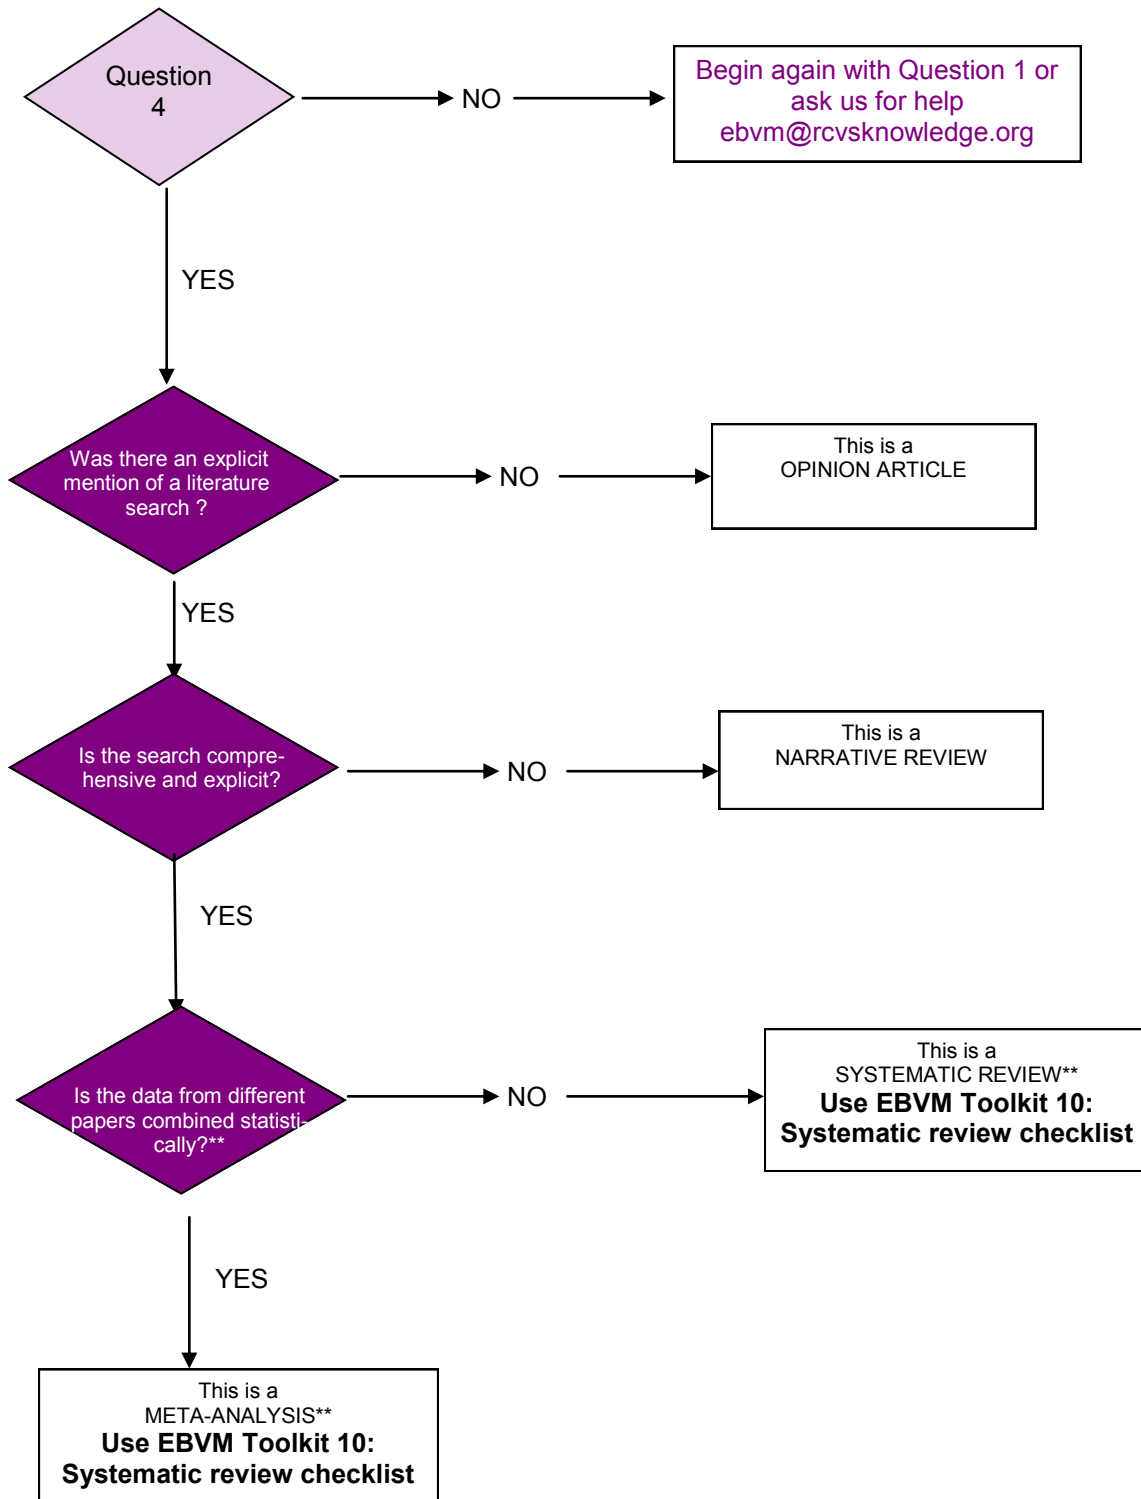 Question
4
NO
Begin again with Question 1 or
ask us for help
ebvm@rcvsknowledge.org
YES
Was there an explicit
mention of a literature
search ?
NO
This is a
OPINION ARTICLE
YES
Is the search compre-
hensive and explicit?
NO
This is a
NARRATIVE REVIEW
YES
Is the data from different
papers combined statisti-
cally?**
NO
This is a
SYSTEMATIC REVIEW**
Use EBVM Toolkit 10:
Systematic review checklist
YES
This is a
META-ANALYSIS**
Use EBVM Toolkit 10:
Systematic review checklist